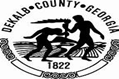 DEKALB • COUNTY • GEORGIA
1822